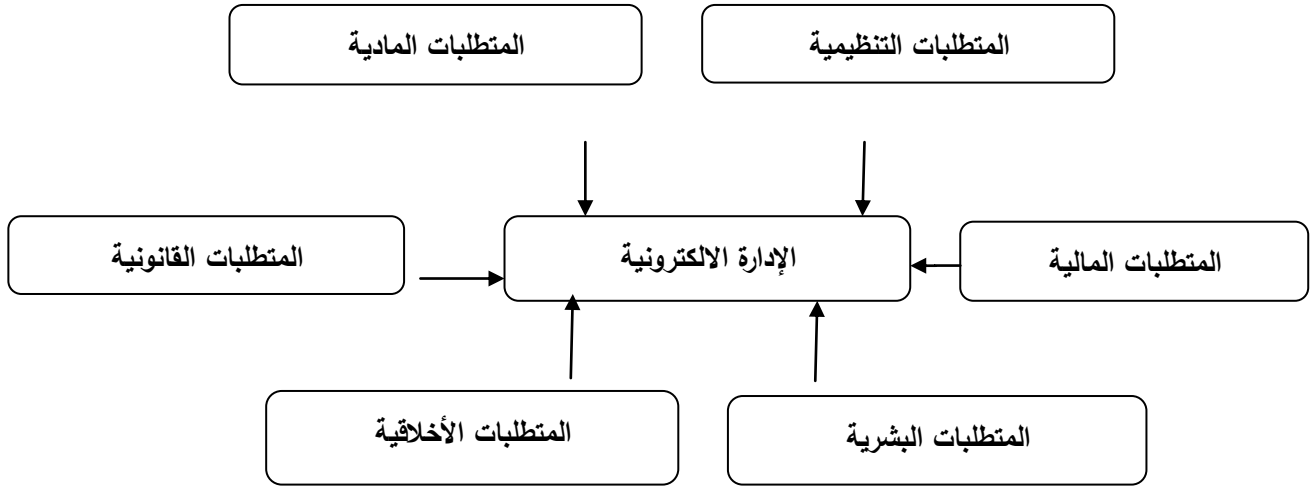 المتطلبات التنظيمية
المتطلبات المادية
المتطلبات المالية
الإدارة الالكترونية
المتطلبات القانونية
المتطلبات البشرية
المتطلبات الأخلاقية